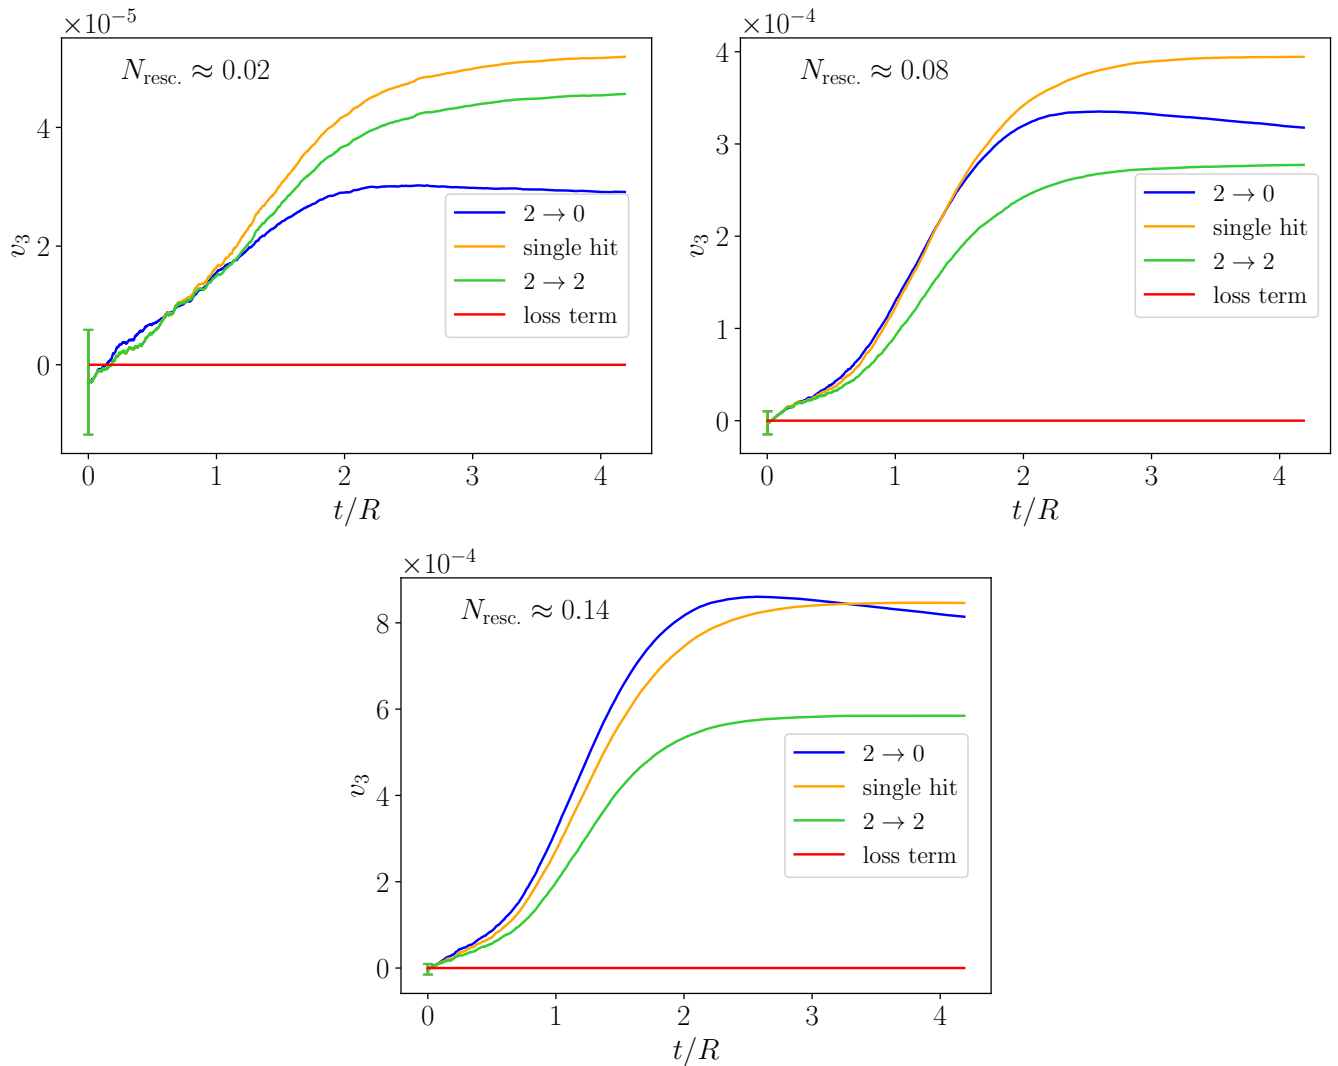 ×10⁻⁵
N_resc. ≈ 0.02
4
2
0
v₃
2 → 0
single hit
2 → 2
loss term
0 1 2 3 4
t/R
×10⁻⁴
N_resc. ≈ 0.08
4
3
2
1
0
v₃
2 → 0
single hit
2 → 2
loss term
0 1 2 3 4
t/R
×10⁻⁴
N_resc. ≈ 0.14
8
6
4
2
0
v₃
2 → 0
single hit
2 → 2
loss term
0 1 2 3 4
t/R